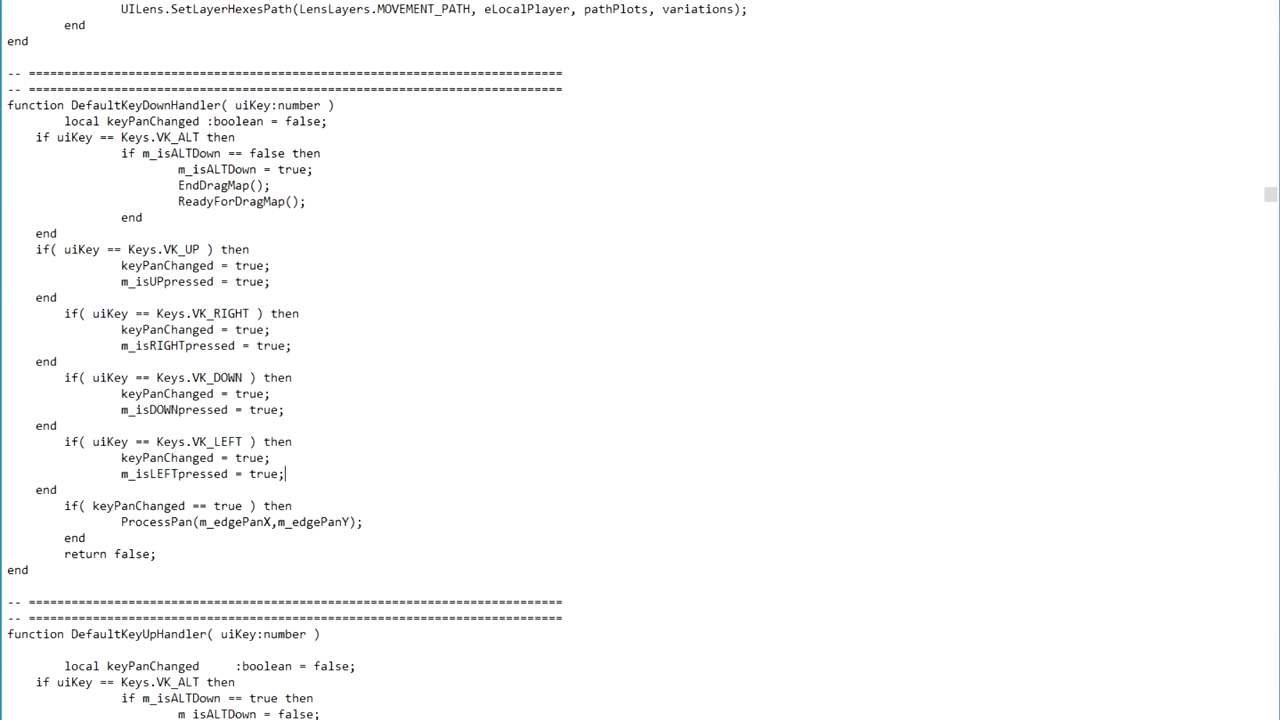 UILens.SetLayerHexesPath(LensLayers.MOVEMENT_PATH, eLocalPlayer, pathPlots, variations);
end
end
-- ===========================================================================
-- ===========================================================================
function DefaultKeyDownHandler( uiKey:number )
local keyPanChanged :boolean = false;
if uiKey == Keys.VK_ALT then
if m_isALTDown == false then
m_isALTDown = true;
EndDragMap();
ReadyForDragMap();
end
end
if( uiKey == Keys.VK_UP ) then
keyPanChanged = true;
m_isUPpressed = true;
end
if( uiKey == Keys.VK_RIGHT ) then
keyPanChanged = true;
m_isRIGHTpressed = true;
end
if( uiKey == Keys.VK_DOWN ) then
keyPanChanged = true;
m_isDOWNpressed = true;
end
if( uiKey == Keys.VK_LEFT ) then
keyPanChanged = true;
m_isLEFTpressed = true;
end
if( keyPanChanged == true ) then
ProcessPan(m_edgePanX,m_edgePanY);
end
return false;
end
-- ===========================================================================
-- ===========================================================================
function DefaultKeyUpHandler( uiKey:number )
local keyPanChanged :boolean = false;
if uiKey == Keys.VK_ALT then
if m_isALTDown == true then
m_isALTDown = false;